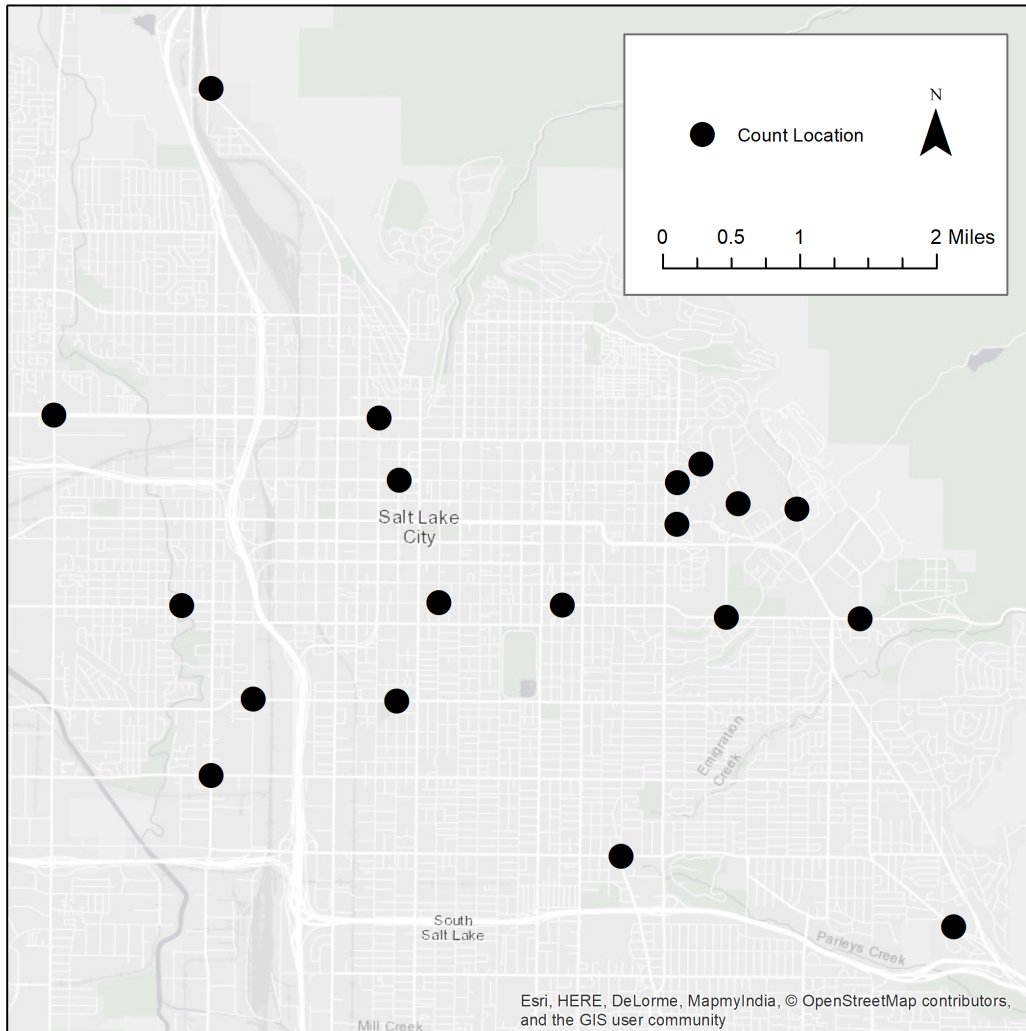 N
Count Location
0 0.5 1 2 Miles
Salt Lake
City
Emigration
Creek
South
Salt Lake
Parleys Creek
Esri, HERE, DeLorme, MapmyIndia, © OpenStreetMap contributors,
and the GIS user community
Mill Creek